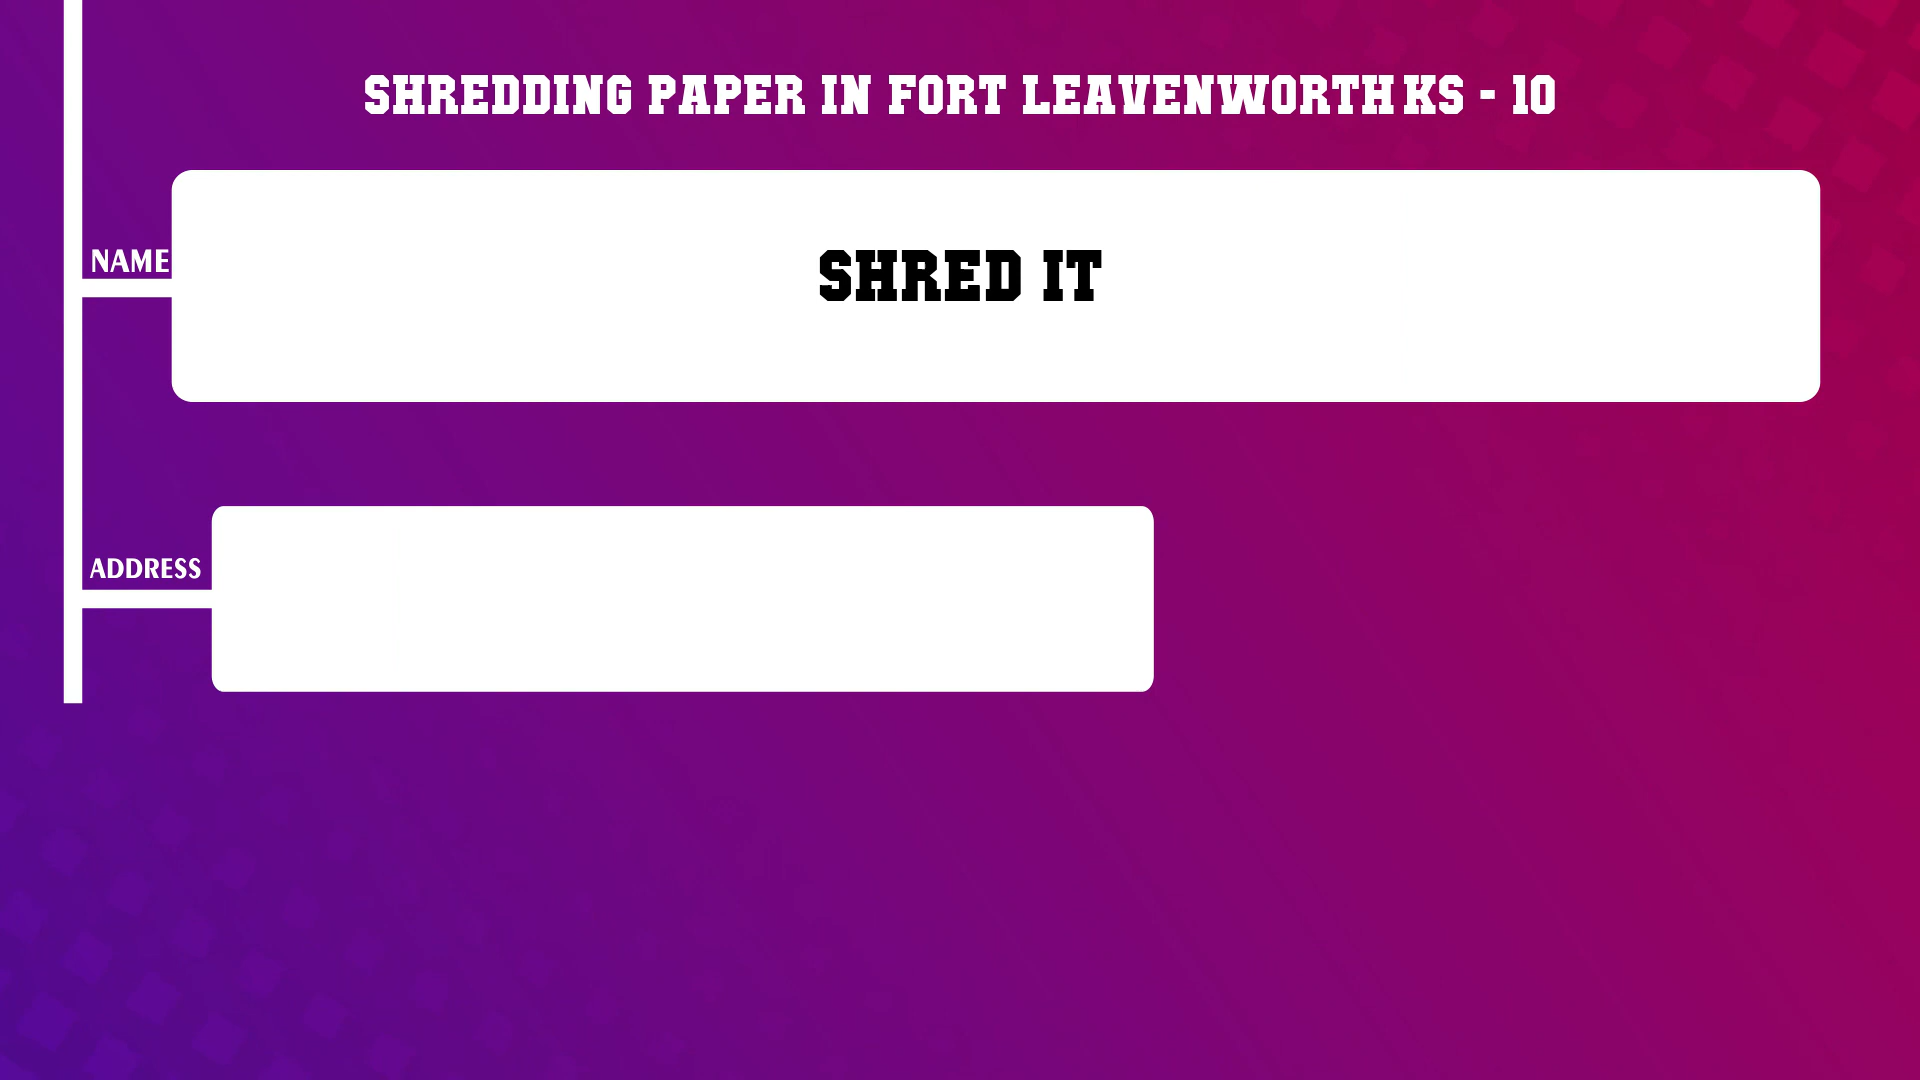 SHREDDING PAPER IN FORT LEAVENWORTH KS - 10
NAME
SHRED IT
ADDRESS